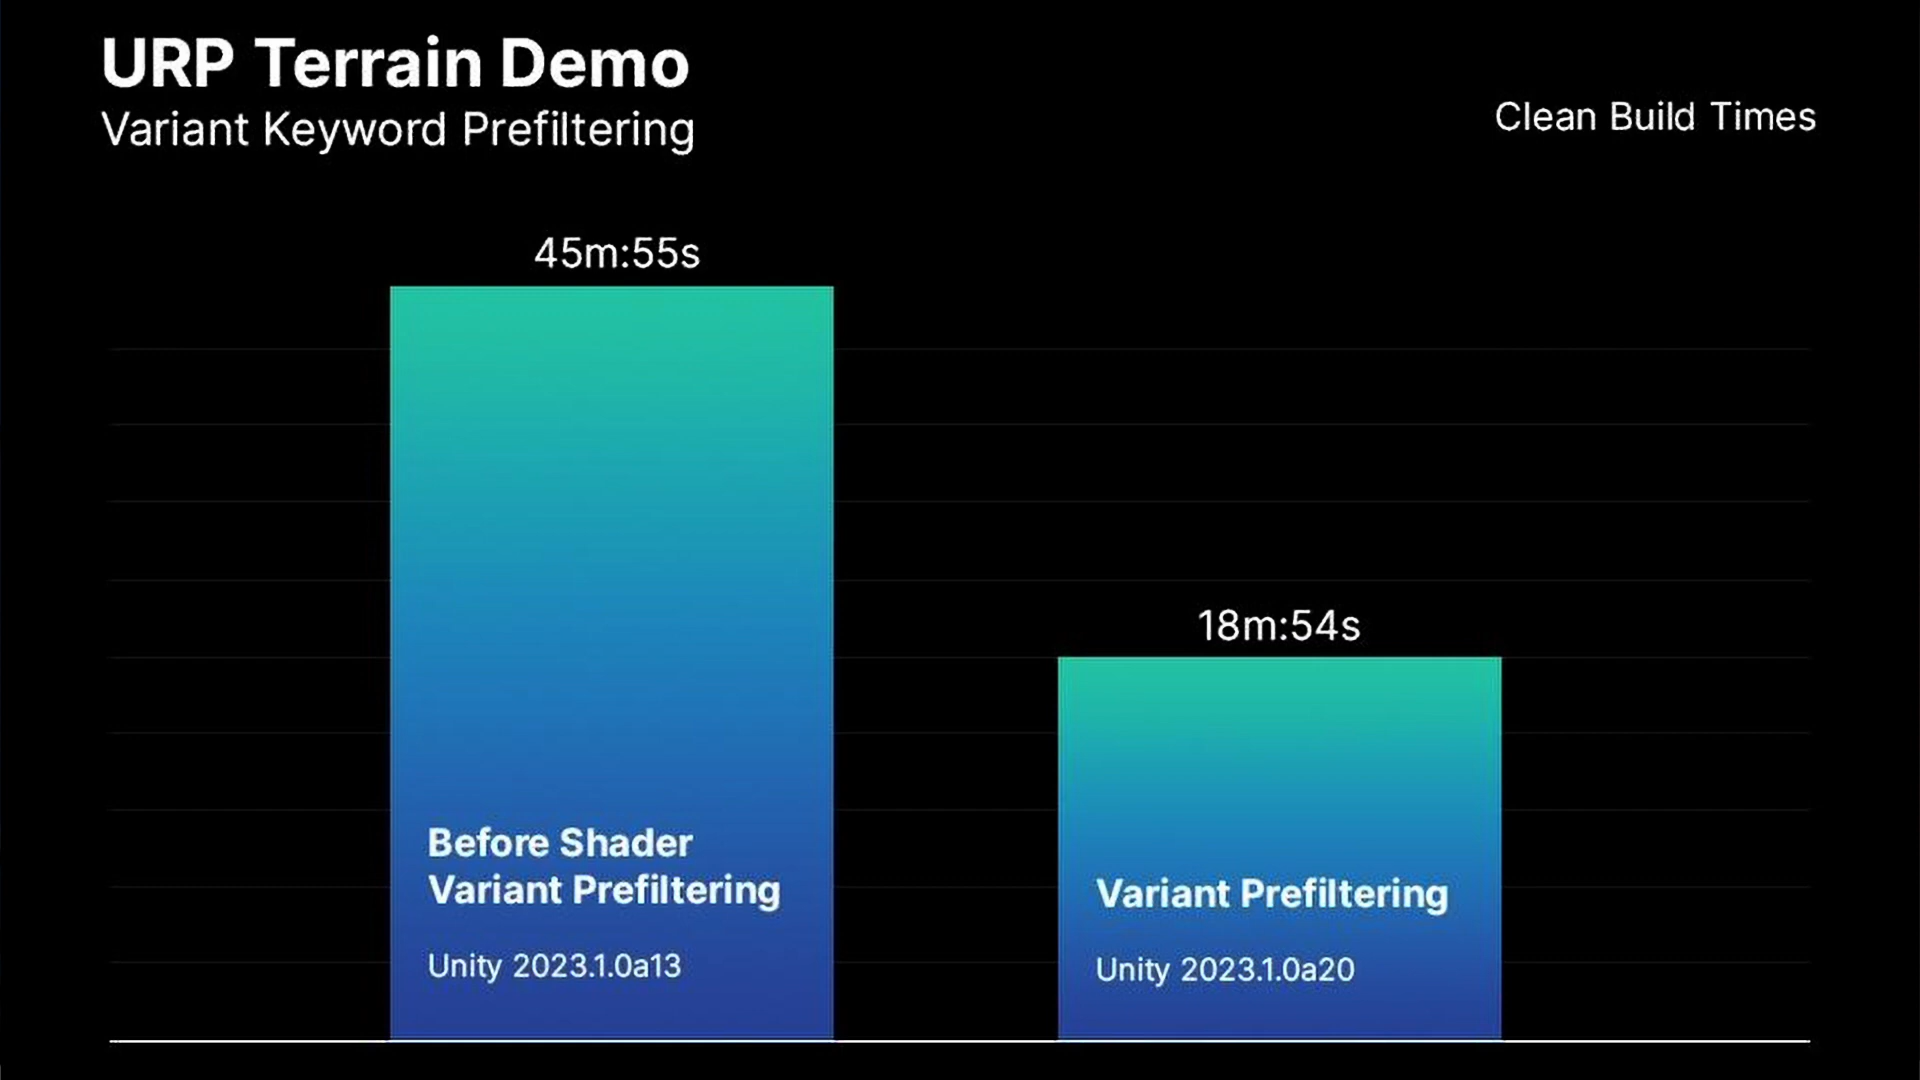 URP Terrain Demo
Variant Keyword Prefiltering
Clean Build Times
45m:55s
18m:54s
Before Shader
Variant Prefiltering
Unity 2023.1.0a13
Variant Prefiltering
Unity 2023.1.0a20